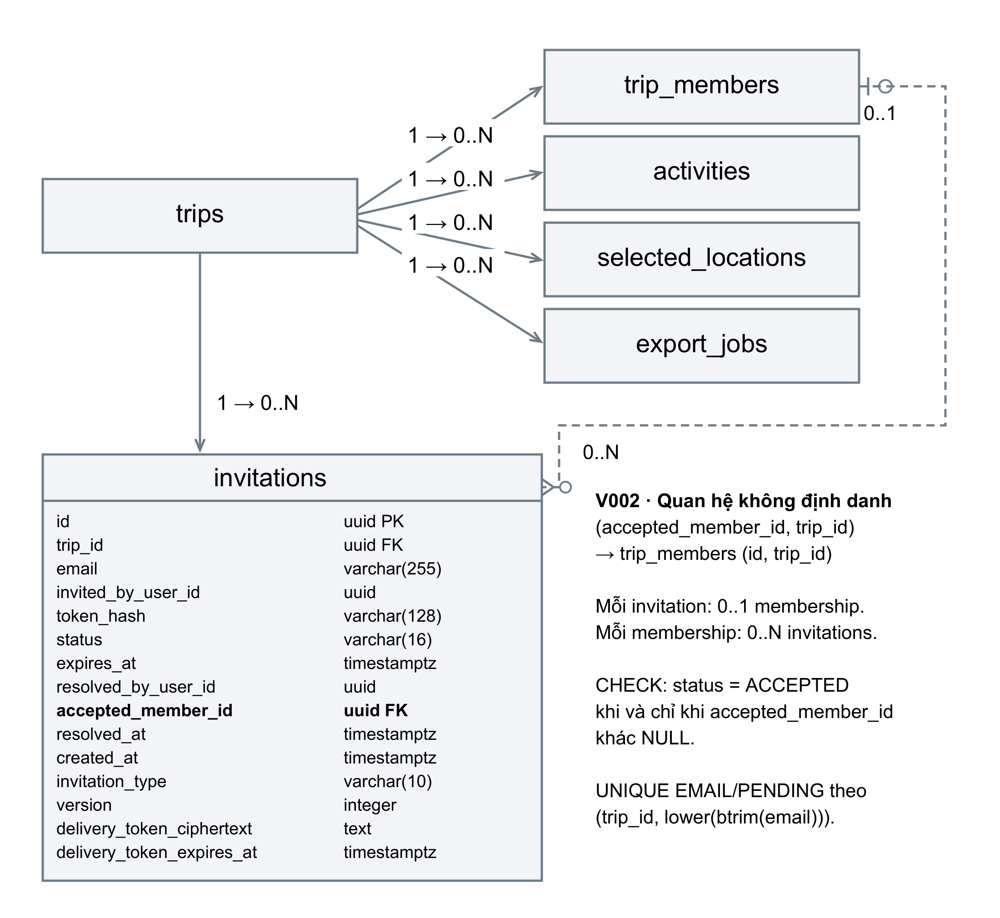 trip_members
0..1
1 → 0..N
activities
1 → 0..N
trips
1 → 0..N
selected_locations
1 → 0..N
export_jobs
1 → 0..N
0..N
invitations
id uuid PK
trip_id uuid FK
email varchar(255)
invited_by_user_id uuid
token_hash varchar(128)
status varchar(16)
expires_at timestamptz
resolved_by_user_id uuid
accepted_member_id uuid FK
resolved_at timestamptz
created_at timestamptz
invitation_type varchar(10)
version integer
delivery_token_ciphertext text
delivery_token_expires_at timestamptz
V002 · Quan hệ không định danh
(accepted_member_id, trip_id)
→ trip_members (id, trip_id)
Mỗi invitation: 0..1 membership.
Mỗi membership: 0..N invitations.
CHECK: status = ACCEPTED
khi và chỉ khi accepted_member_id
khác NULL.
UNIQUE EMAIL/PENDING theo
(trip_id, lower(btrim(email))).